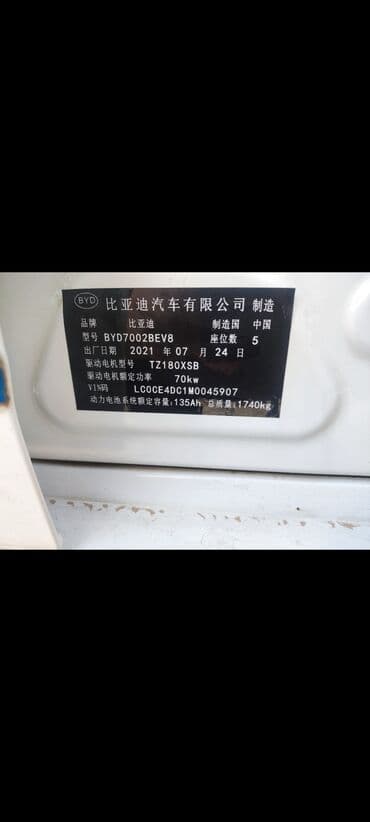 BYD 比亚迪汽车有限公司 制造
品牌 比亚迪 制造国 中国
型号 BYD7002BEV8 座位数 5
出厂日期 2021 年 07 月 24 日
驱动电机型号 TZ180XSB
驱动电机额定功率 70kw
VIN码 LC0CE4DC1M0045907
动力电池系统额定容量:135Ah 总质量:1740kg